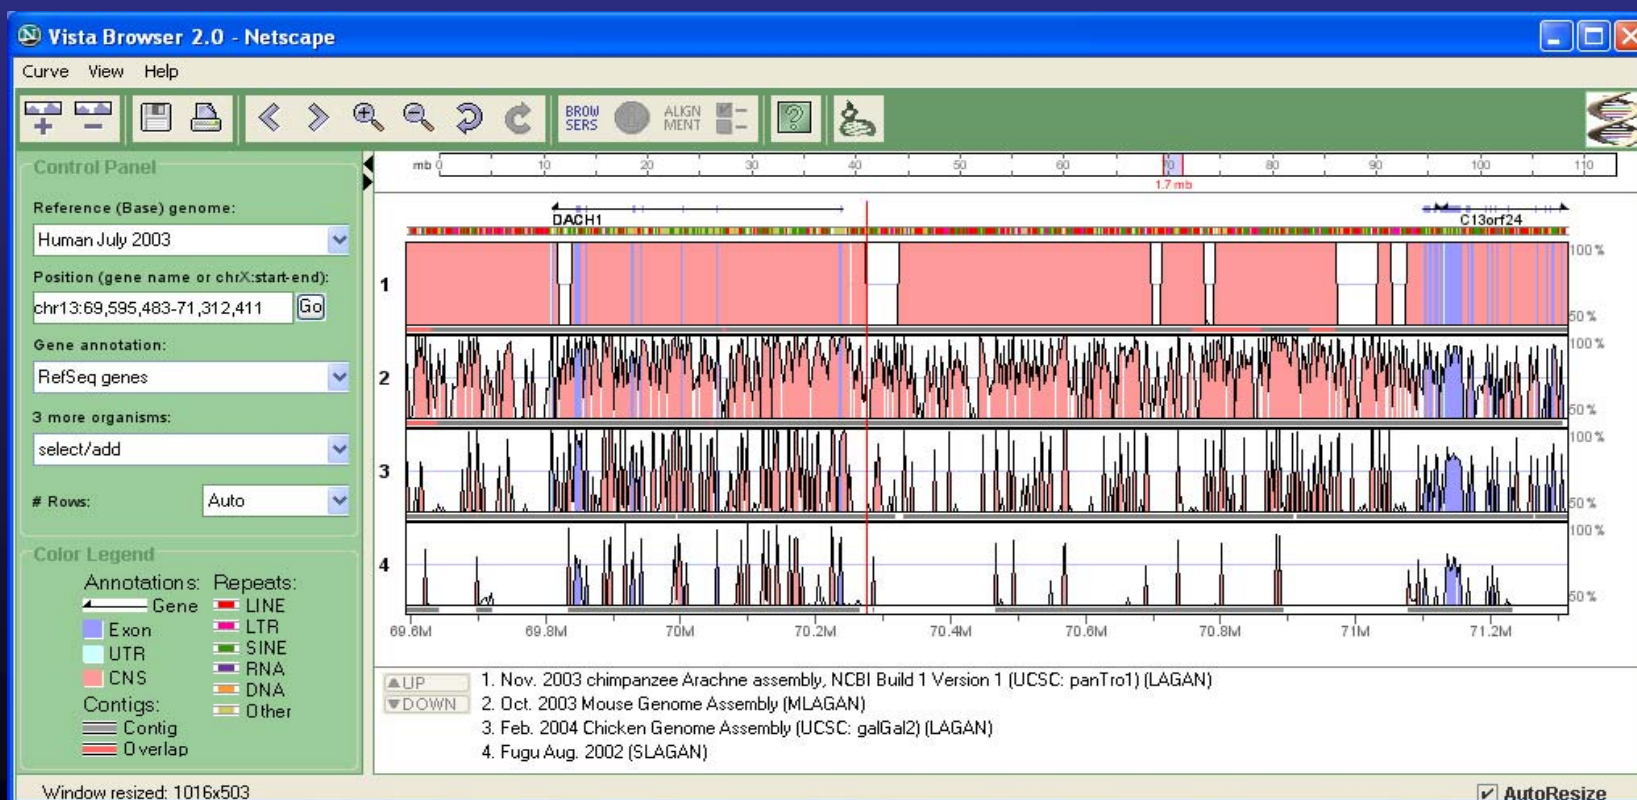 Vista Browser 2.0 - Netscape
Curve View Help
BROW SERS
ALIGN MENT
Control Panel
Reference (Base) genome:
Human July 2003
Position (gene name or chrX:start-end):
chr13:69,595,483-71,312,411 Go
Gene annotation:
RefSeq genes
3 more organisms:
select/add
# Rows: Auto
Color Legend
Annotations: Repeats:
Gene LINE
Exon LTR
UTR SINE
CNS RNA
DNA
Contigs: Other
Contig
Overlap
mb 0 10 20 30 40 50 60 70 80 90 100 110
1.7 mb
DACH1 C13orf24
100%
1
50%
100%
2
50%
100%
3
50%
100%
4
50%
69.6M 69.8M 70M 70.2M 70.4M 70.6M 70.8M 71M 71.2M
UP
DOWN
1. Nov. 2003 chimpanzee Arachne assembly, NCBI Build 1 Version 1 (UCSC: panTro1) (LAGAN)
2. Oct. 2003 Mouse Genome Assembly (MLAGAN)
3. Feb. 2004 Chicken Genome Assembly (UCSC: galGal2) (LAGAN)
4. Fugu Aug. 2002 (SLAGAN)
Window resized: 1016x503 AutoResize